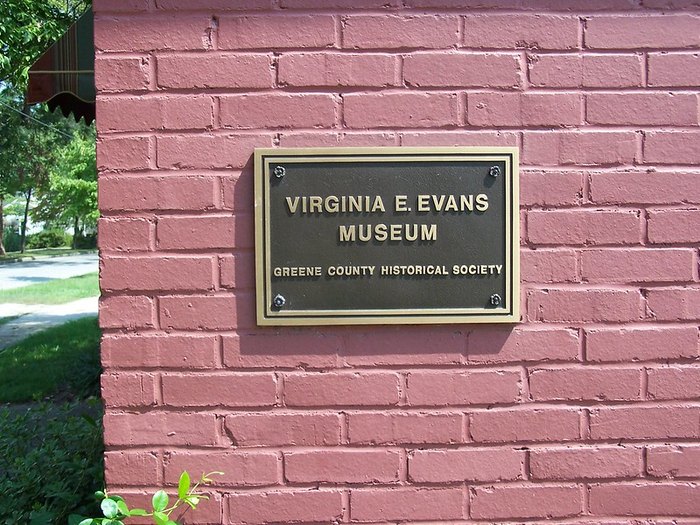 VIRGINIA E. EVANS
MUSEUM
GREENE COUNTY HISTORICAL SOCIETY